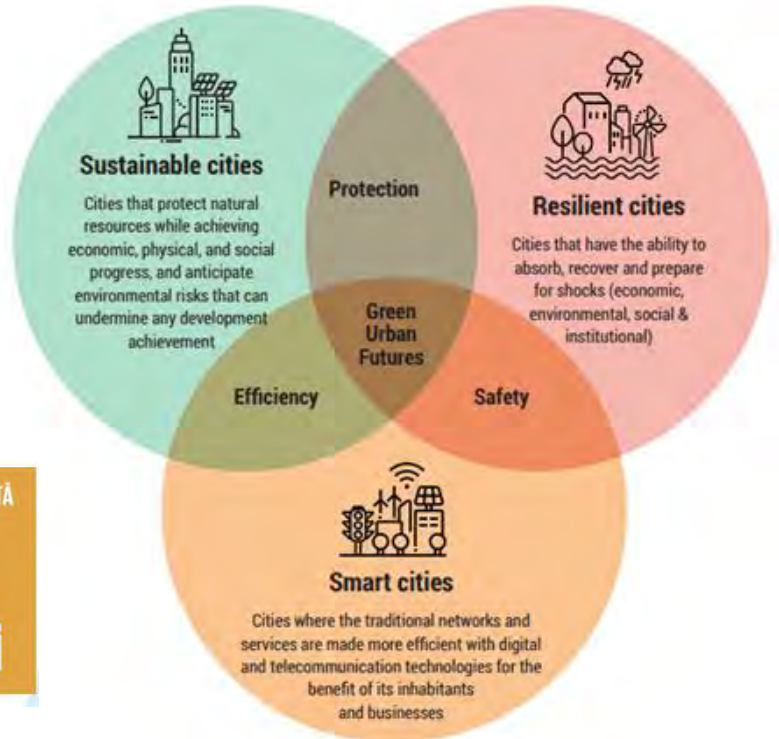 Sustainable cities
Cities that protect natural
resources while achieving
economic, physical, and social
progress, and anticipate
environmental risks that can
undermine any development
achievement
Protection
Resilient cities
Cities that have the ability to
absorb, recover and prepare
for shocks (economic,
environmental, social &
institutional)
Green
Urban
Futures
Efficiency
Safety
Smart cities
Cities where the traditional networks and
services are made more efficient with digital
and telecommunication technologies for the
benefit of its inhabitants
and businesses